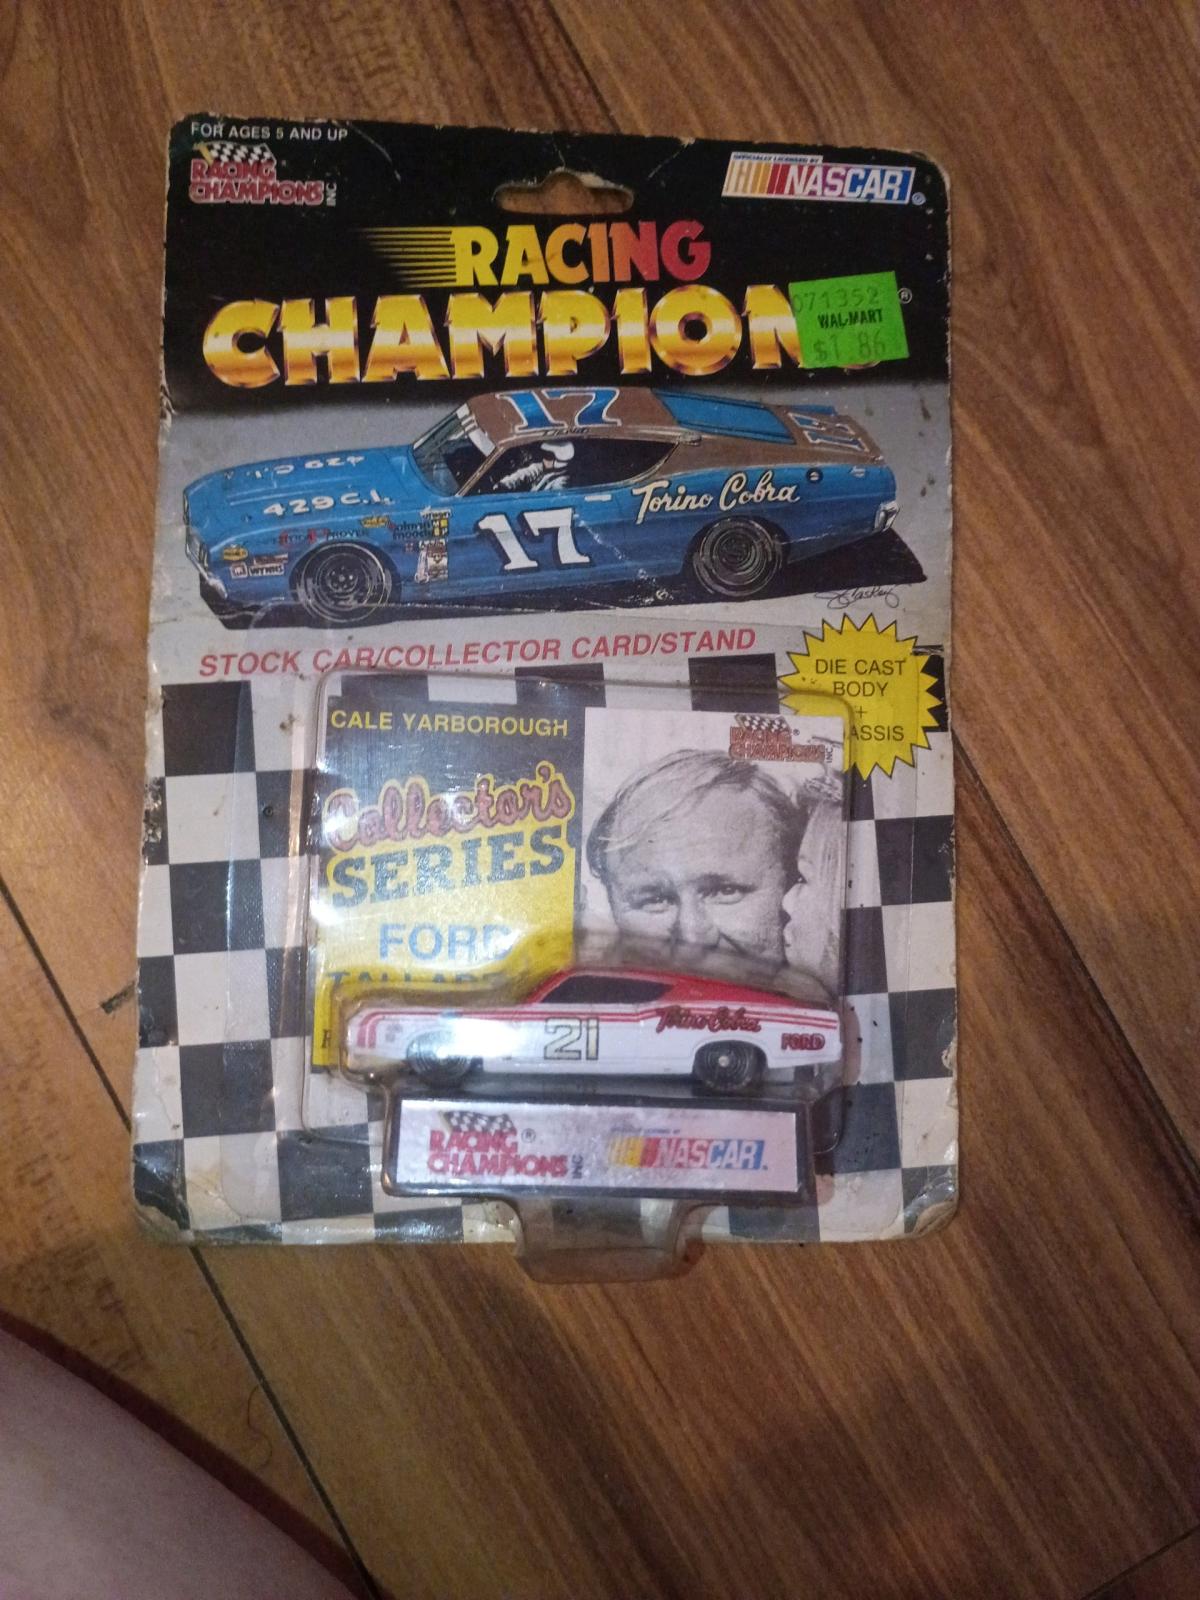 FOR AGES 5 AND UP
RACING CHAMPIONS INC
OFFICIALLY LICENSED BY
NASCAR
RACING
CHAMPION
®
071352
WAL-MART
$1.86
17
17
429 C.I.
429 C.I.
Torino Cobra
17
STOCK CAR/COLLECTOR CARD/STAND
DIE CAST
BODY
+
ASSIS
CALE YARBOROUGH
RACING CHAMPIONS INC
Collector's
SERIES
FORD
21
Torino Cobra
FORD
RACING ®
CHAMPIONS INC
NASCAR